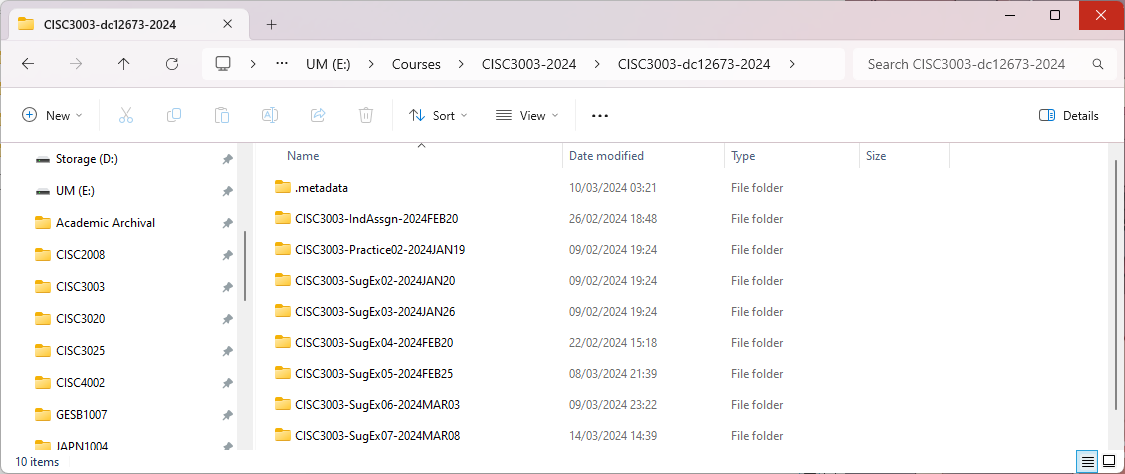 CISC3003-dc12673-2024
UM (E:) Courses CISC3003-2024 CISC3003-dc12673-2024 Search CISC3003-dc12673-2024
New Sort View Details
Name Date modified Type Size
Storage (D:)
UM (E:)
Academic Archival
CISC2008
CISC3003
CISC3020
CISC3025
CISC4002
GESB1007
JAPN1004
.metadata 10/03/2024 03:21 File folder
CISC3003-IndAssgn-2024FEB20 26/02/2024 18:48 File folder
CISC3003-Practice02-2024JAN19 09/02/2024 19:24 File folder
CISC3003-SugEx02-2024JAN20 09/02/2024 19:24 File folder
CISC3003-SugEx03-2024JAN26 09/02/2024 19:24 File folder
CISC3003-SugEx04-2024FEB20 22/02/2024 15:18 File folder
CISC3003-SugEx05-2024FEB25 08/03/2024 21:39 File folder
CISC3003-SugEx06-2024MAR03 09/03/2024 23:22 File folder
CISC3003-SugEx07-2024MAR08 14/03/2024 14:39 File folder
10 items